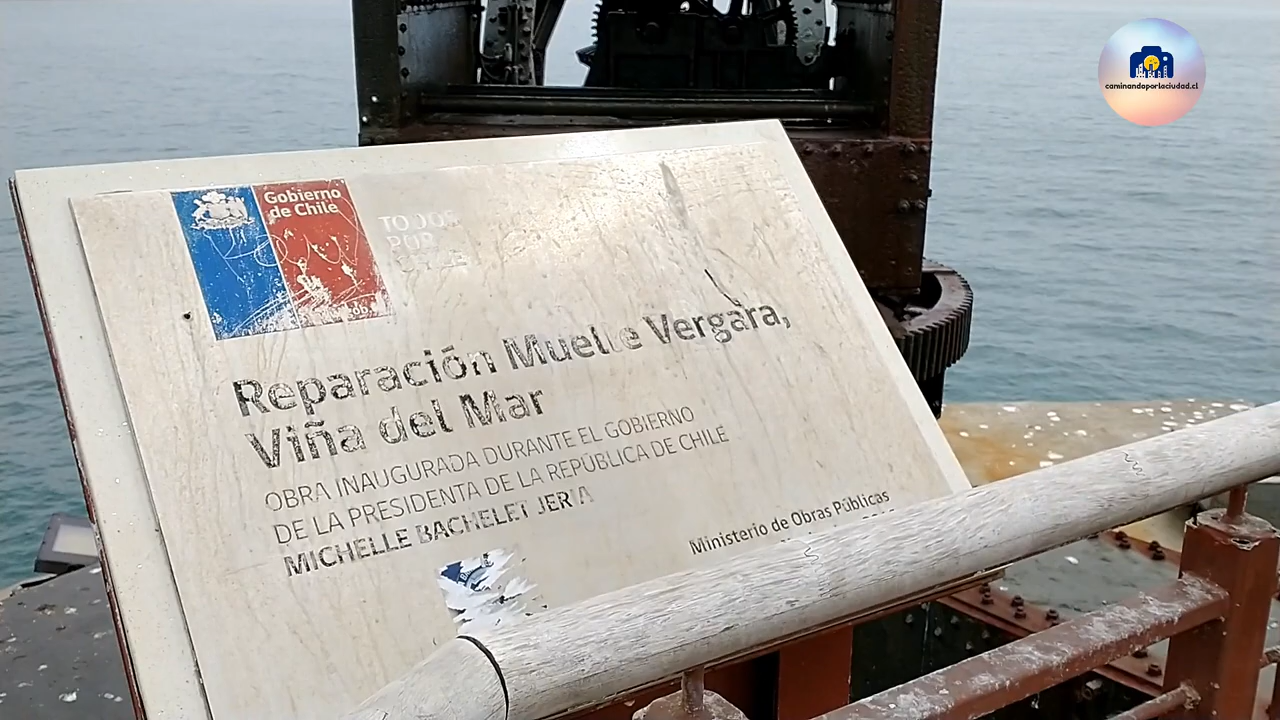 caminandoporlaciudad.cl
Gobierno
de Chile
TODOS
POR
CHILE
Reparación Muelle Vergara,
Viña del Mar
OBRA INAUGURADA DURANTE EL GOBIERNO
DE LA PRESIDENTA DE LA REPÚBLICA DE CHILE
MICHELLE BACHELET JERIA
Ministerio de Obras Públicas